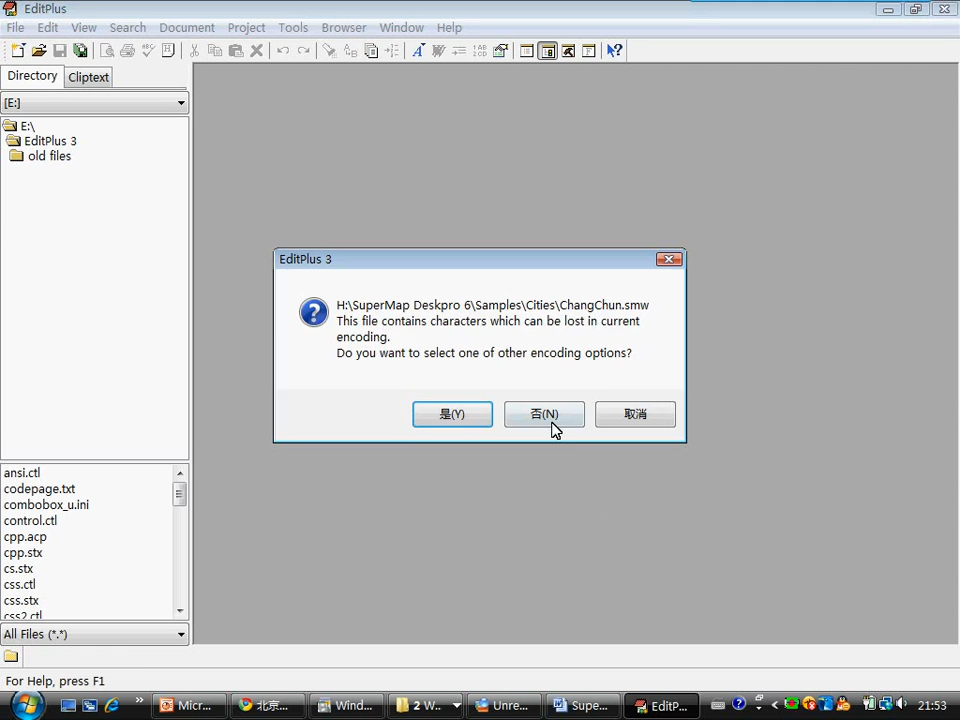 EditPlus
File Edit View Search Document Project Tools Browser Window Help
Directory Cliptext
[E:]
E:\
EditPlus 3
old files
EditPlus 3
H:\SuperMap Deskpro 6\Samples\Cities\ChangChun.smw
This file contains characters which can be lost in current
encoding.
Do you want to select one of other encoding options?
是(Y) 否(N) 取消
ansi.ctl
codepage.txt
combobox_u.ini
control.ctl
cpp.acp
cpp.stx
cs.stx
css.ctl
css.stx
css2.ctl
All Files (*.*)
For Help, press F1
Micr... 北京... Wind... 2 W... Unre... Supe... EditP... 21:53